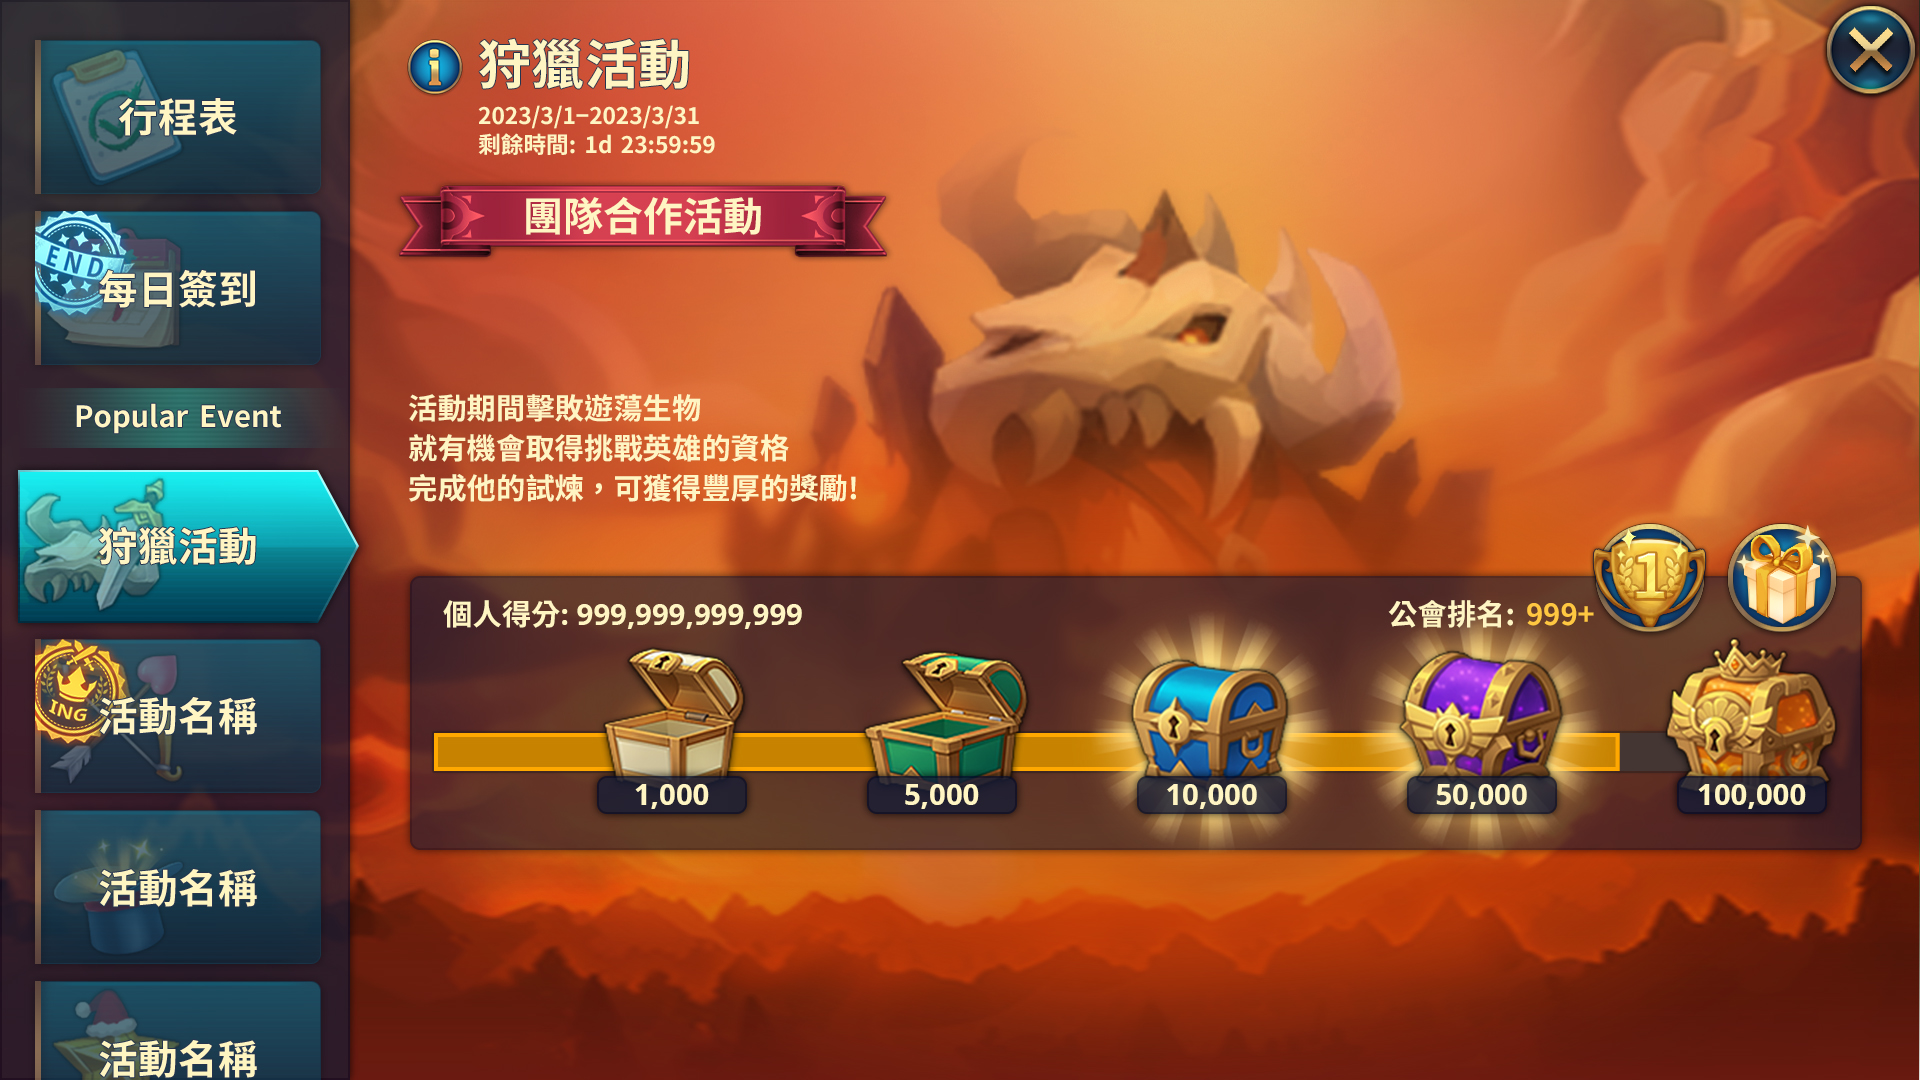 行程表
END
每日簽到
Popular Event
狩獵活動
ING
活動名稱
活動名稱
活動名稱
狩獵活動
2023/3/1–2023/3/31
剩餘時間: 1d 23:59:59
團隊合作活動
活動期間擊敗遊蕩生物
就有機會取得挑戰英雄的資格
完成他的試煉，可獲得豐厚的獎勵!
個人得分: 999,999,999,999
公會排名: 999+
1
1,000
5,000
10,000
50,000
100,000